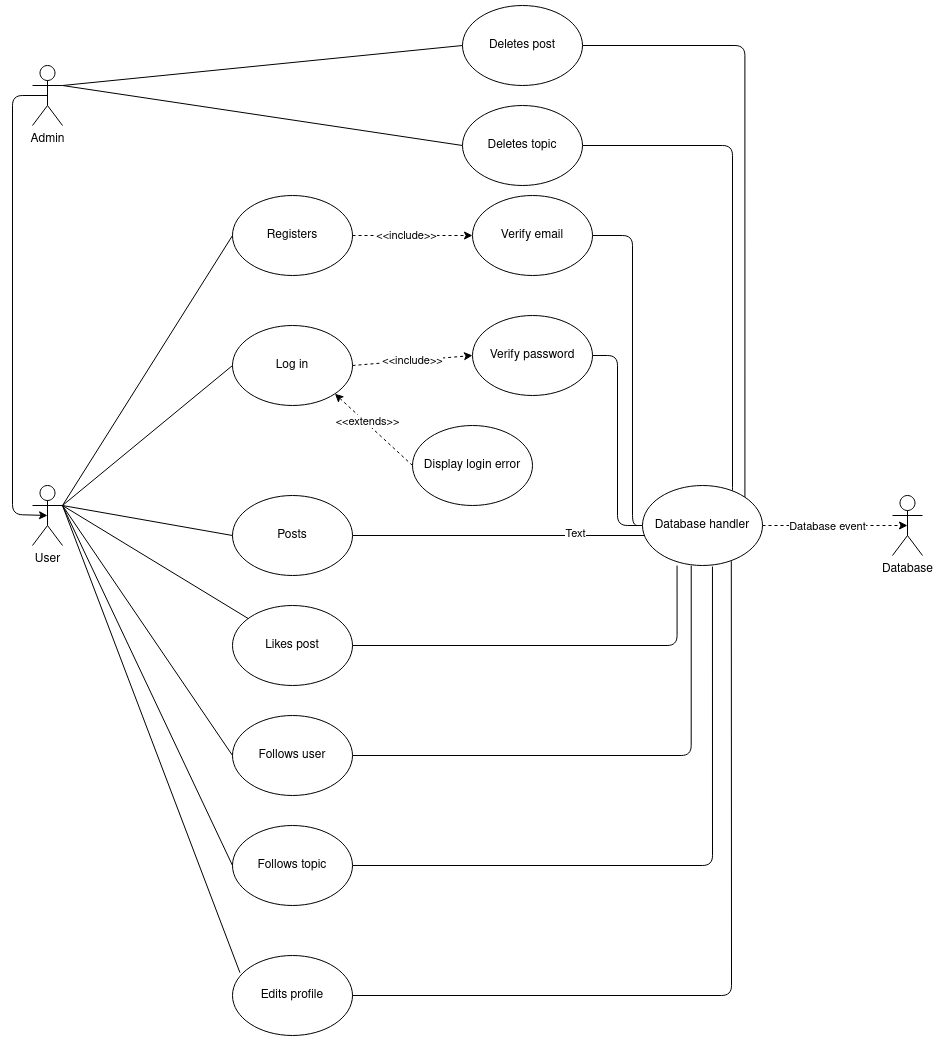 Deletes post
Admin
Deletes topic
Registers
<<include>>
Verify email
Log in
<<include>>
Verify password
<<extends>>
Display login error
User
Posts
Text
Database handler
Database event
Database
Likes post
Follows user
Follows topic
Edits profile